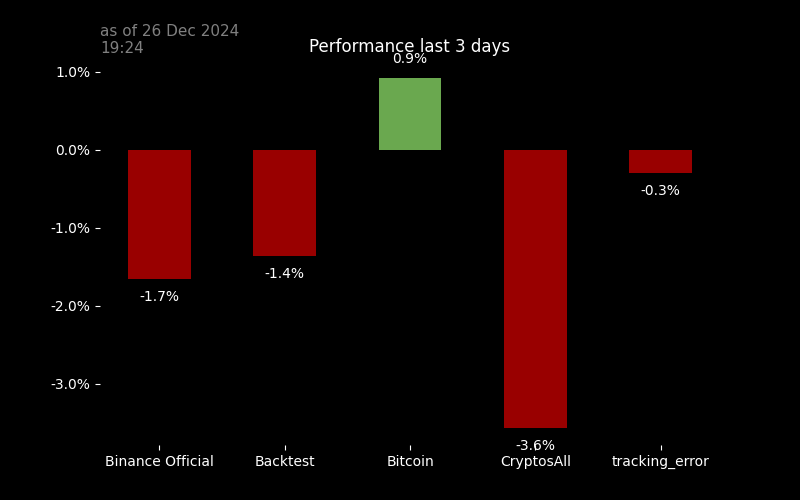 as of 26 Dec 2024
19:24
Performance last 3 days
0.9%
1.0%
0.0%
-1.0%
-2.0%
-3.0%
-1.7%
-1.4%
-3.6%
-0.3%
Binance Official
Backtest
Bitcoin
CryptosAll
tracking_error